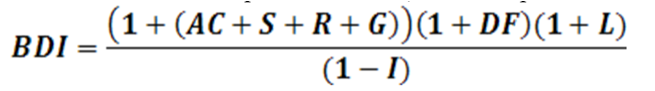 BDI = (1 + (AC + S + R + G))(1 + DF)(1 + L)
(1 − I)